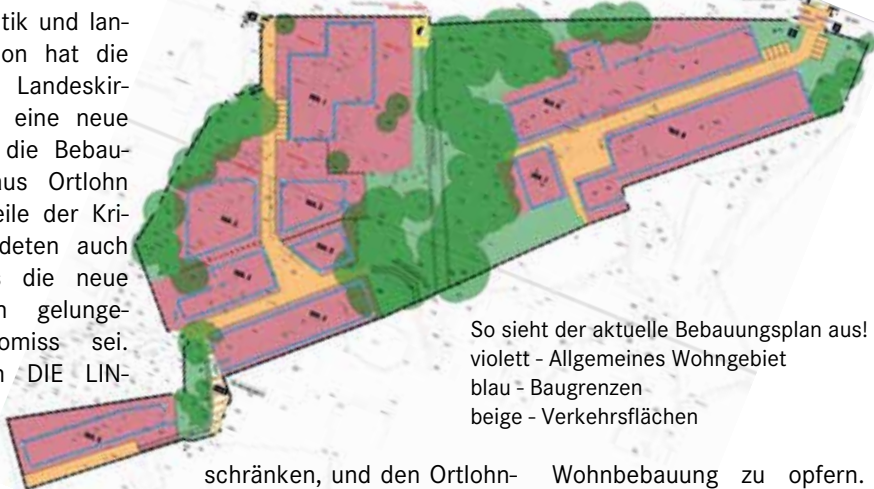 tik und lan-
on hat die
Landeskir-
eine neue
die Bebau-
aus Ortlohn
eile der Kri-
deten auch
s die neue
n gelunge-
omiss sei.
n DIE LIN-
So sieht der aktuelle Bebauungsplan aus!
violett - Allgemeines Wohngebiet
blau - Baugrenzen
beige - Verkehrsflächen
schränken, und den Ortlohn-
Wohnbebauung zu opfern.